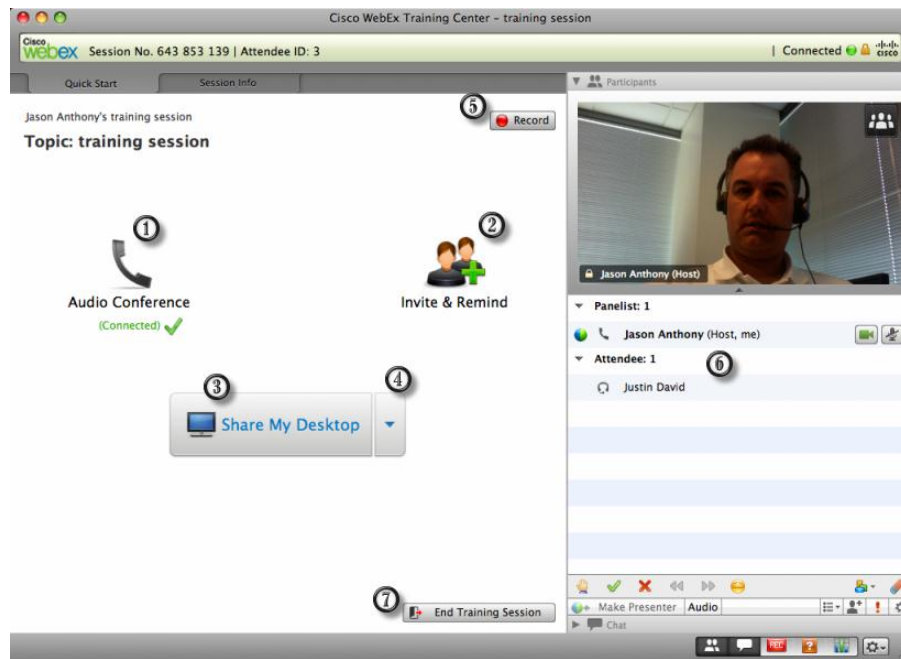 Cisco WebEx Training Center - training session
Cisco webex Session No. 643 853 139 | Attendee ID: 3
| Connected
CISCO
Quick Start
Session Info
Jason Anthony's training session
Topic: training session
5
Record
1
Audio Conference
(Connected)
2
Invite & Remind
3
4
Share My Desktop
7
End Training Session
Participants
Jason Anthony (Host)
Panelist: 1
Jason Anthony (Host, me)
Attendee: 1
6
Justin David
Make Presenter
Audio
Chat
REC
?